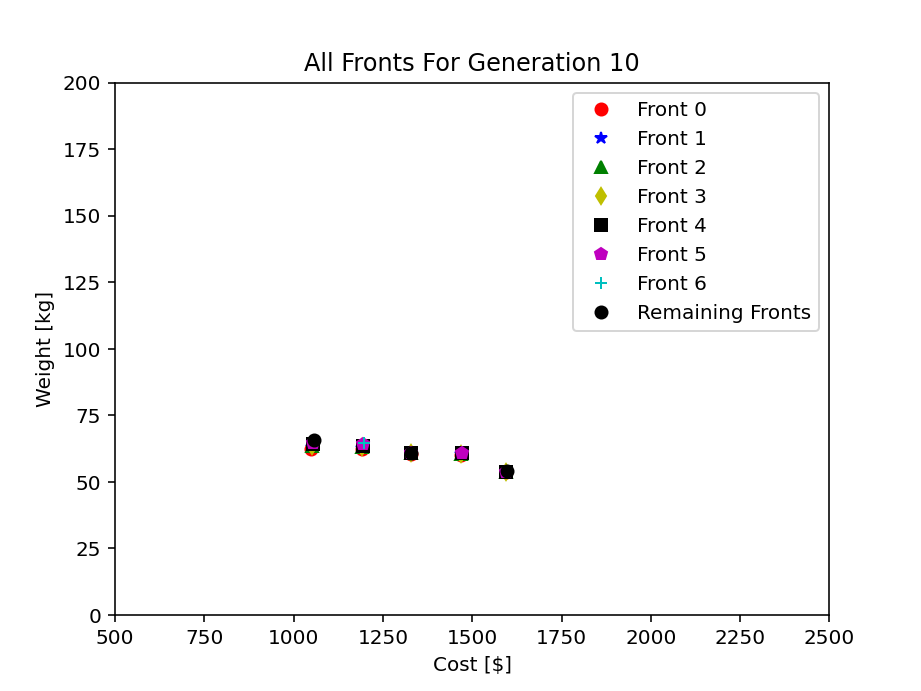 All Fronts For Generation 10
200
175
150
125
100
75
50
25
0
Weight [kg]
Front 0
Front 1
Front 2
Front 3
Front 4
Front 5
Front 6
Remaining Fronts
500 750 1000 1250 1500 1750 2000 2250 2500
Cost [$]